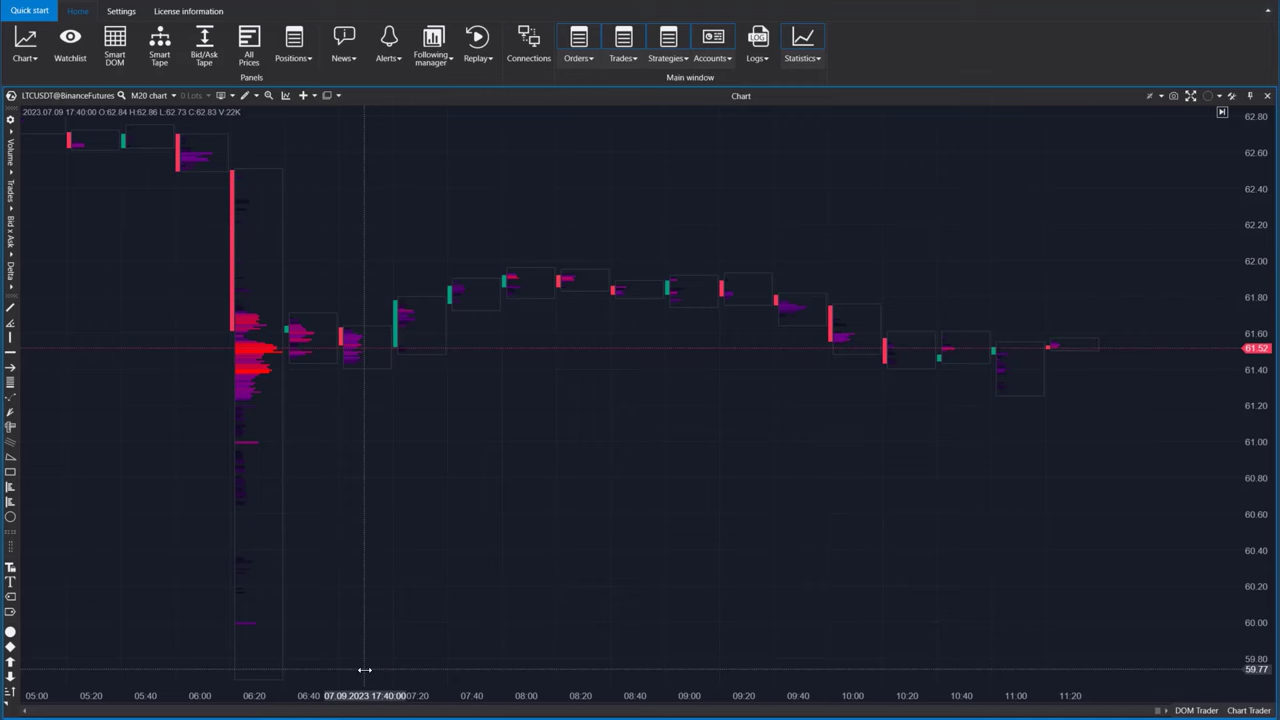 Quick start Home Settings License information
Chart Watchlist Smart DOM Smart Tape Bid/Ask Tape All Prices Positions News Alerts Following manager Replay Connections Orders Trades Strategies Accounts LOG Logs Statistics
Panels Main window
LTCUSDT@BinanceFutures M20 chart 0 Lots Chart
2023.07.09 17:40:00 O:62.84 H:62.86 L:62.73 C:62.83 V:22K
Volume
Trades
Bid x Ask
Delta
T
62.80
62.60
62.40
62.20
62.00
61.80
61.60
61.52
61.40
61.20
61.00
60.80
60.60
60.40
60.20
60.00
59.80
59.77
05:00 05:20 05:40 06:00 06:20 06:40 07.09.2023 17:40:00 07:20 07:40 08:00 08:20 08:40 09:00 09:20 09:40 10:00 10:20 10:40 11:00 11:20
DOM Trader Chart Trader